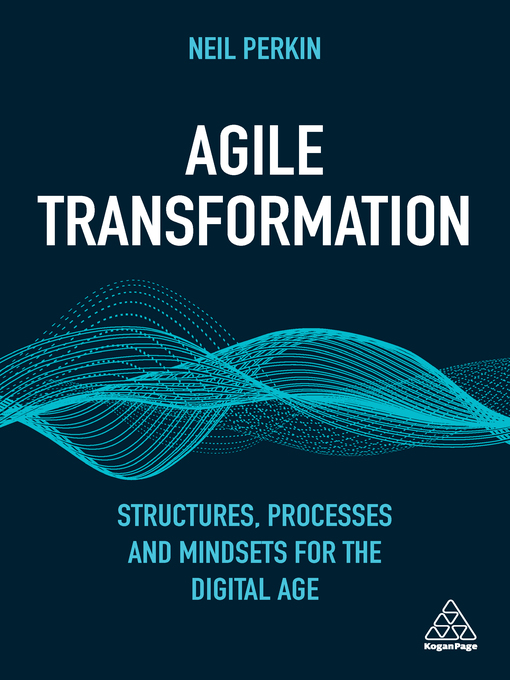 NEIL PERKIN
AGILE
TRANSFORMATION
STRUCTURES, PROCESSES
AND MINDSETS FOR THE
DIGITAL AGE
KoganPage